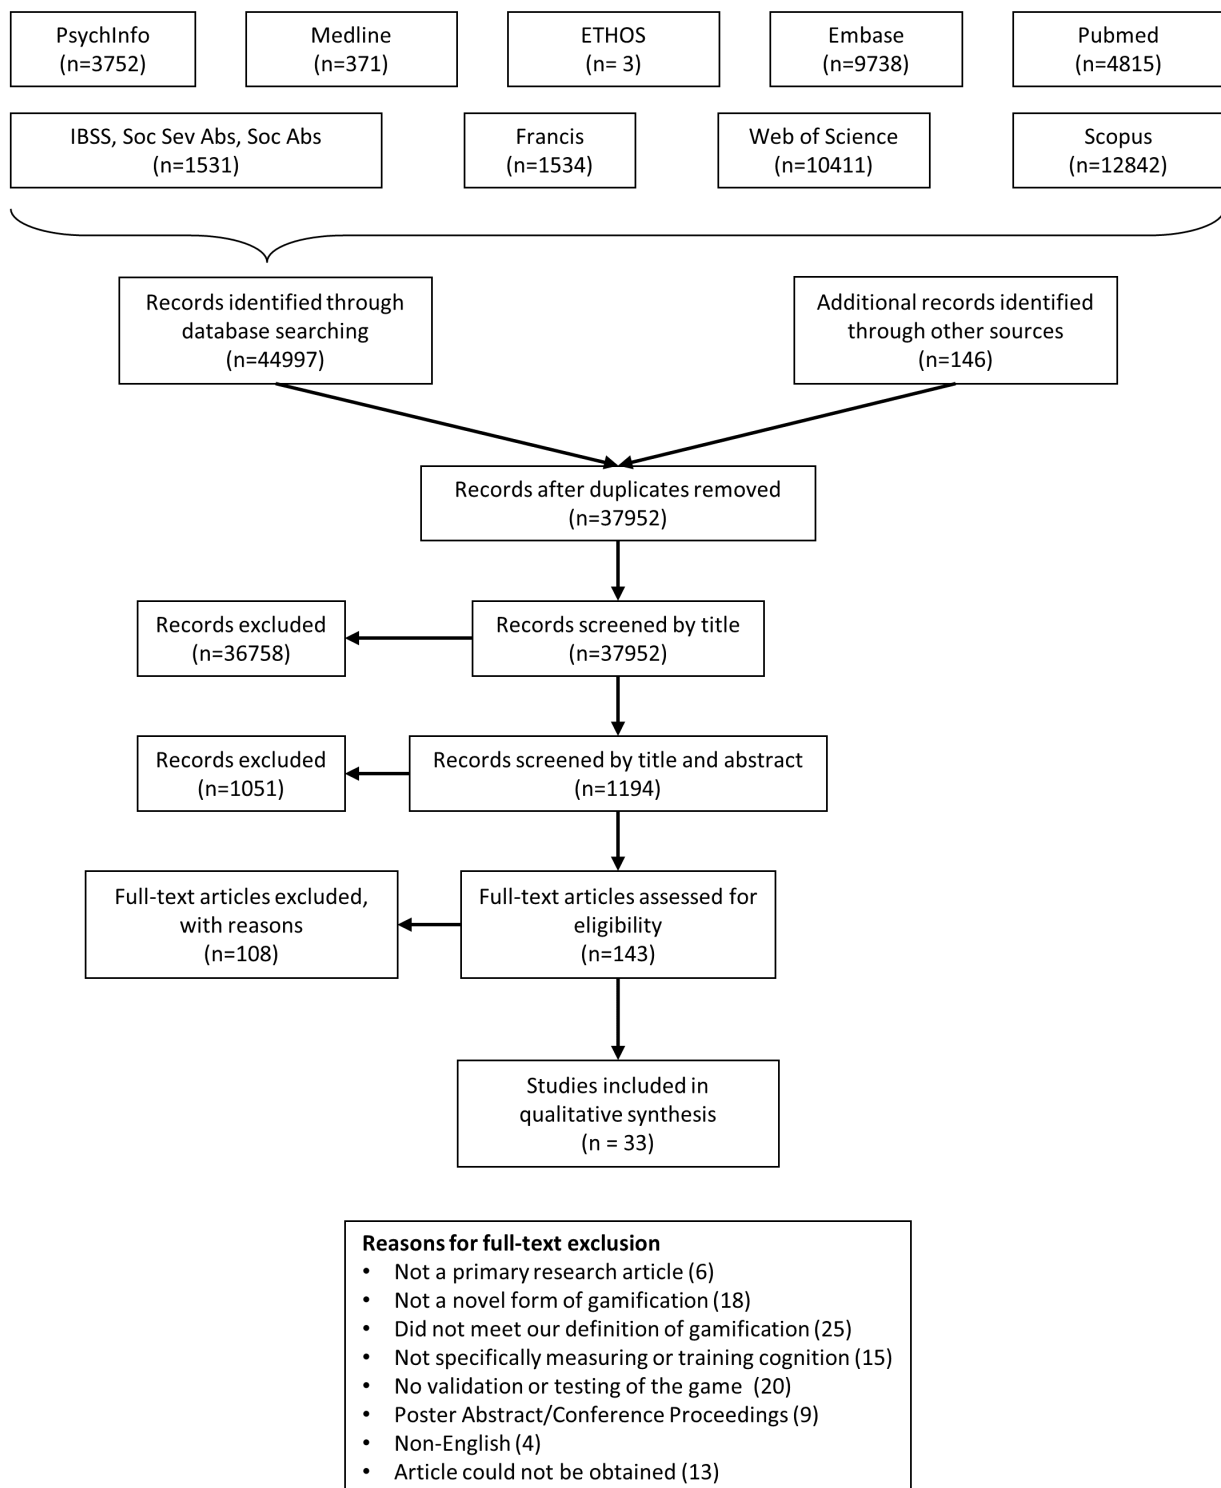 PsychInfo
(n=3752)
Medline
(n=371)
ETHOS
(n= 3)
Embase
(n=9738)
Pubmed
(n=4815)
IBSS, Soc Sev Abs, Soc Abs
(n=1531)
Francis
(n=1534)
Web of Science
(n=10411)
Scopus
(n=12842)
Records identified through
database searching
(n=44997)
Additional records identified
through other sources
(n=146)
Records after duplicates removed
(n=37952)
Records excluded
(n=36758)
Records screened by title
(n=37952)
Records excluded
(n=1051)
Records screened by title and abstract
(n=1194)
Full-text articles excluded,
with reasons
(n=108)
Full-text articles assessed for
eligibility
(n=143)
Studies included in
qualitative synthesis
(n = 33)
Reasons for full-text exclusion
• Not a primary research article (6)
• Not a novel form of gamification (18)
• Did not meet our definition of gamification (25)
• Not specifically measuring or training cognition (15)
• No validation or testing of the game (20)
• Poster Abstract/Conference Proceedings (9)
• Non-English (4)
• Article could not be obtained (13)